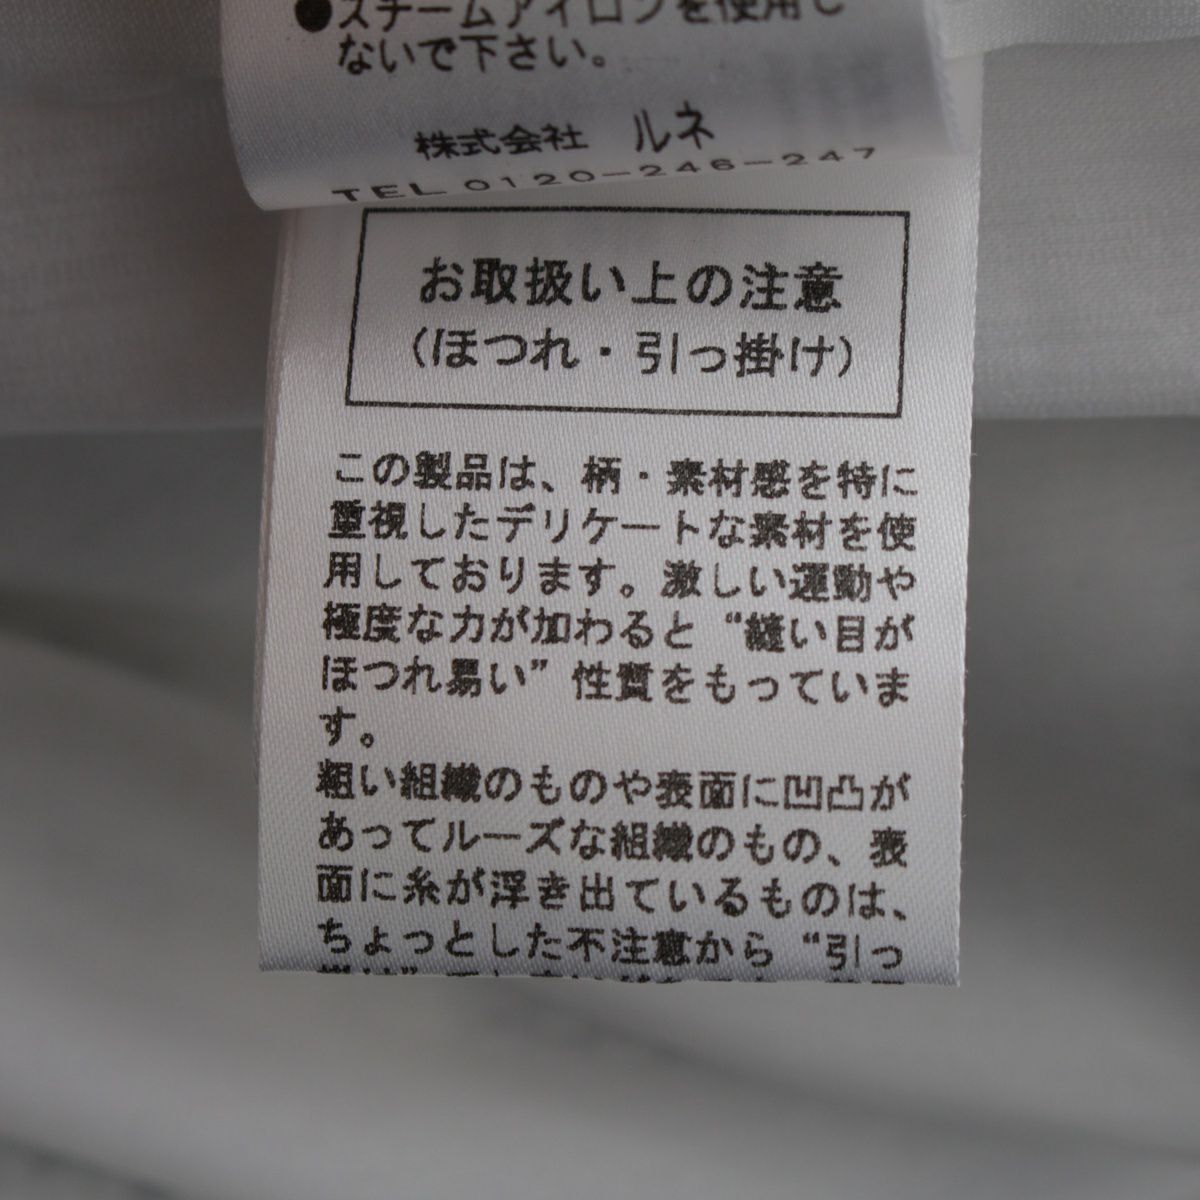 ●スチームアイロンを使用し
ないで下さい。
株式会社 ルネ
TEL 0120-246-247
お取扱い上の注意
（ほつれ・引っ掛け）
この製品は、柄・素材感を特に
重視したデリケートな素材を使
用しております。激しい運動や
極度な力が加わると“縫い目が
ほつれ易い”性質をもっていま
す。
粗い組織のものや表面に凹凸が
あってルーズな組織のもの、表
面に糸が浮き出ているものは、
ちょっとした不注意から“引っ